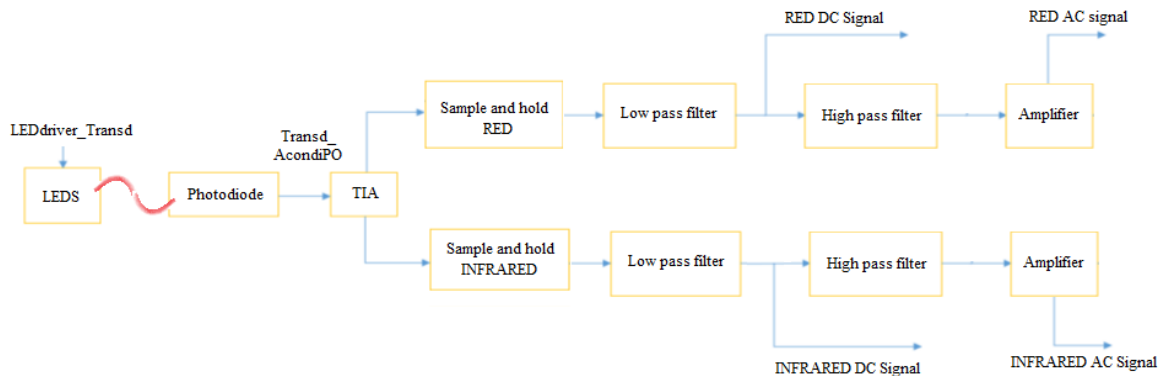 RED DC Signal
RED AC signal
Sample and hold
RED
Low pass filter
High pass filter
Amplifier
LEDdriver_Transd
Transd_
AcondiPO
LEDS
Photodiode
TIA
Sample and hold
INFRARED
Low pass filter
High pass filter
Amplifier
INFRARED DC Signal
INFRARED AC Signal